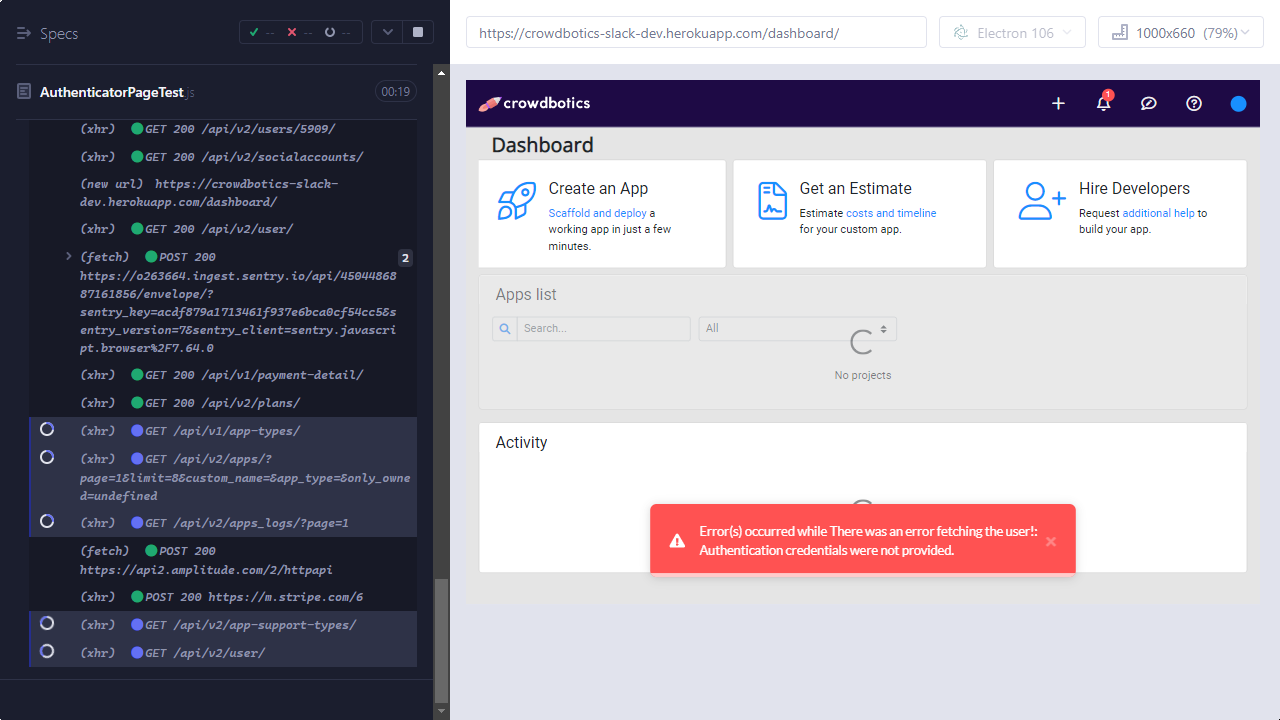 Specs
-- -- --
AuthenticatorPageTest.js
00:19
(xhr) GET 200 /api/v2/users/5909/
(xhr) GET 200 /api/v2/socialaccounts/
(new url) https://crowdbotics-slack-
dev.herokuapp.com/dashboard/
(xhr) GET 200 /api/v2/user/
(fetch) POST 200 2
https://o263664.ingest.sentry.io/api/45044868
87161856/envelope/?
sentry_key=acdf879a1713461f937e6bca0cf54cc5&s
entry_version=7&sentry_client=sentry.javascri
pt.browser%2F7.64.0
(xhr) GET 200 /api/v1/payment-detail/
(xhr) GET 200 /api/v2/plans/
(xhr) GET /api/v1/app-types/
(xhr) GET /api/v2/apps/?
page=1&limit=8&custom_name=&app_type=&only_owne
d=undefined
(xhr) GET /api/v2/apps_logs/?page=1
(fetch) POST 200
https://api2.amplitude.com/2/httpapi
(xhr) POST 200 https://m.stripe.com/6
(xhr) GET /api/v2/app-support-types/
(xhr) GET /api/v2/user/
https://crowdbotics-slack-dev.herokuapp.com/dashboard/
Electron 106
1000x660 (79%)
crowdbotics
1
Dashboard
Create an App
Scaffold and deploy a
working app in just a few
minutes.
Get an Estimate
Estimate costs and timeline
for your custom app.
Hire Developers
Request additional help to
build your app.
Apps list
Search...
All
No projects
Activity
Error(s) occurred while There was an error fetching the user!:
Authentication credentials were not provided.